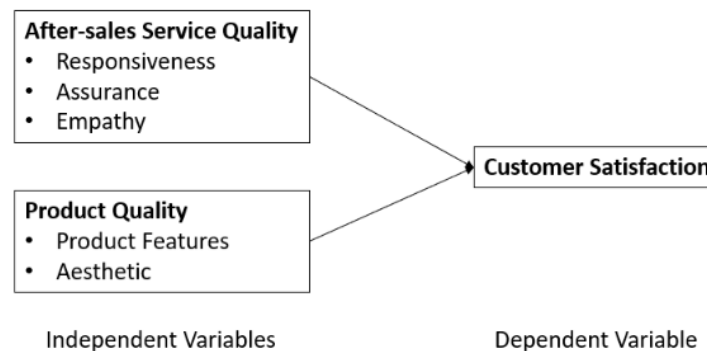 After-sales Service Quality
• Responsiveness
• Assurance
• Empathy
Customer Satisfaction
Product Quality
• Product Features
• Aesthetic
Independent Variables
Dependent Variable